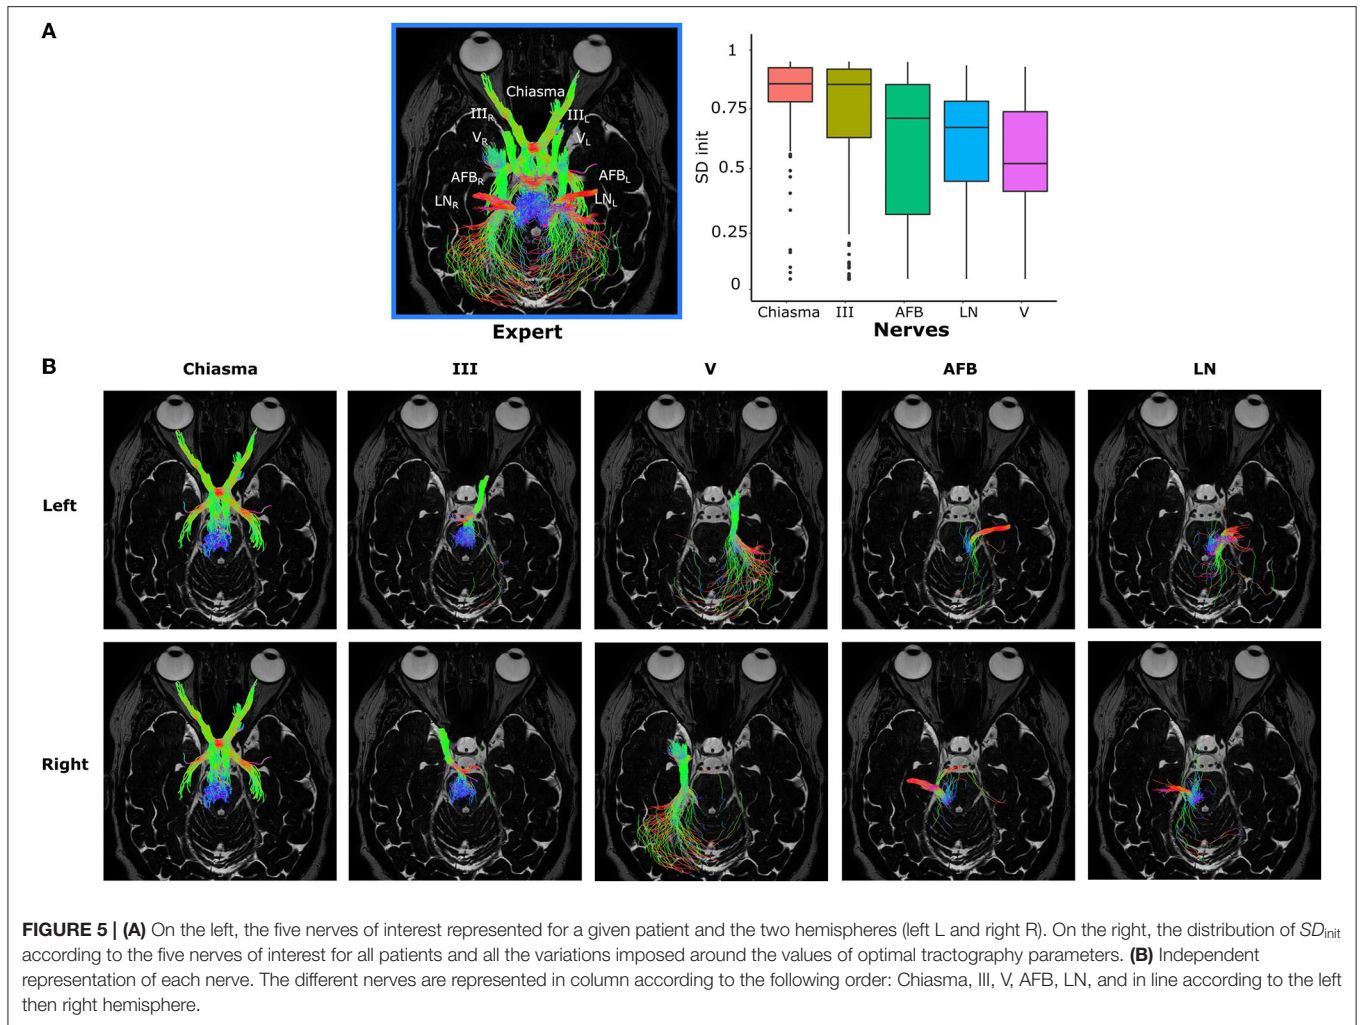 A
Chiasma
III_R
III_L
V_R
V_L
AFB_R
AFB_L
LN_R
LN_L
Expert
SD init
1
0.75
0.5
0.25
0
Chiasma III AFB LN V
Nerves
B
Chiasma III V AFB LN
Left
Right
FIGURE 5 | (A) On the left, the five nerves of interest represented for a given patient and the two hemispheres (left L and right R). On the right, the distribution of SD_init
according to the five nerves of interest for all patients and all the variations imposed around the values of optimal tractography parameters. (B) Independent
representation of each nerve. The different nerves are represented in column according to the following order: Chiasma, III, V, AFB, LN, and in line according to the left
then right hemisphere.